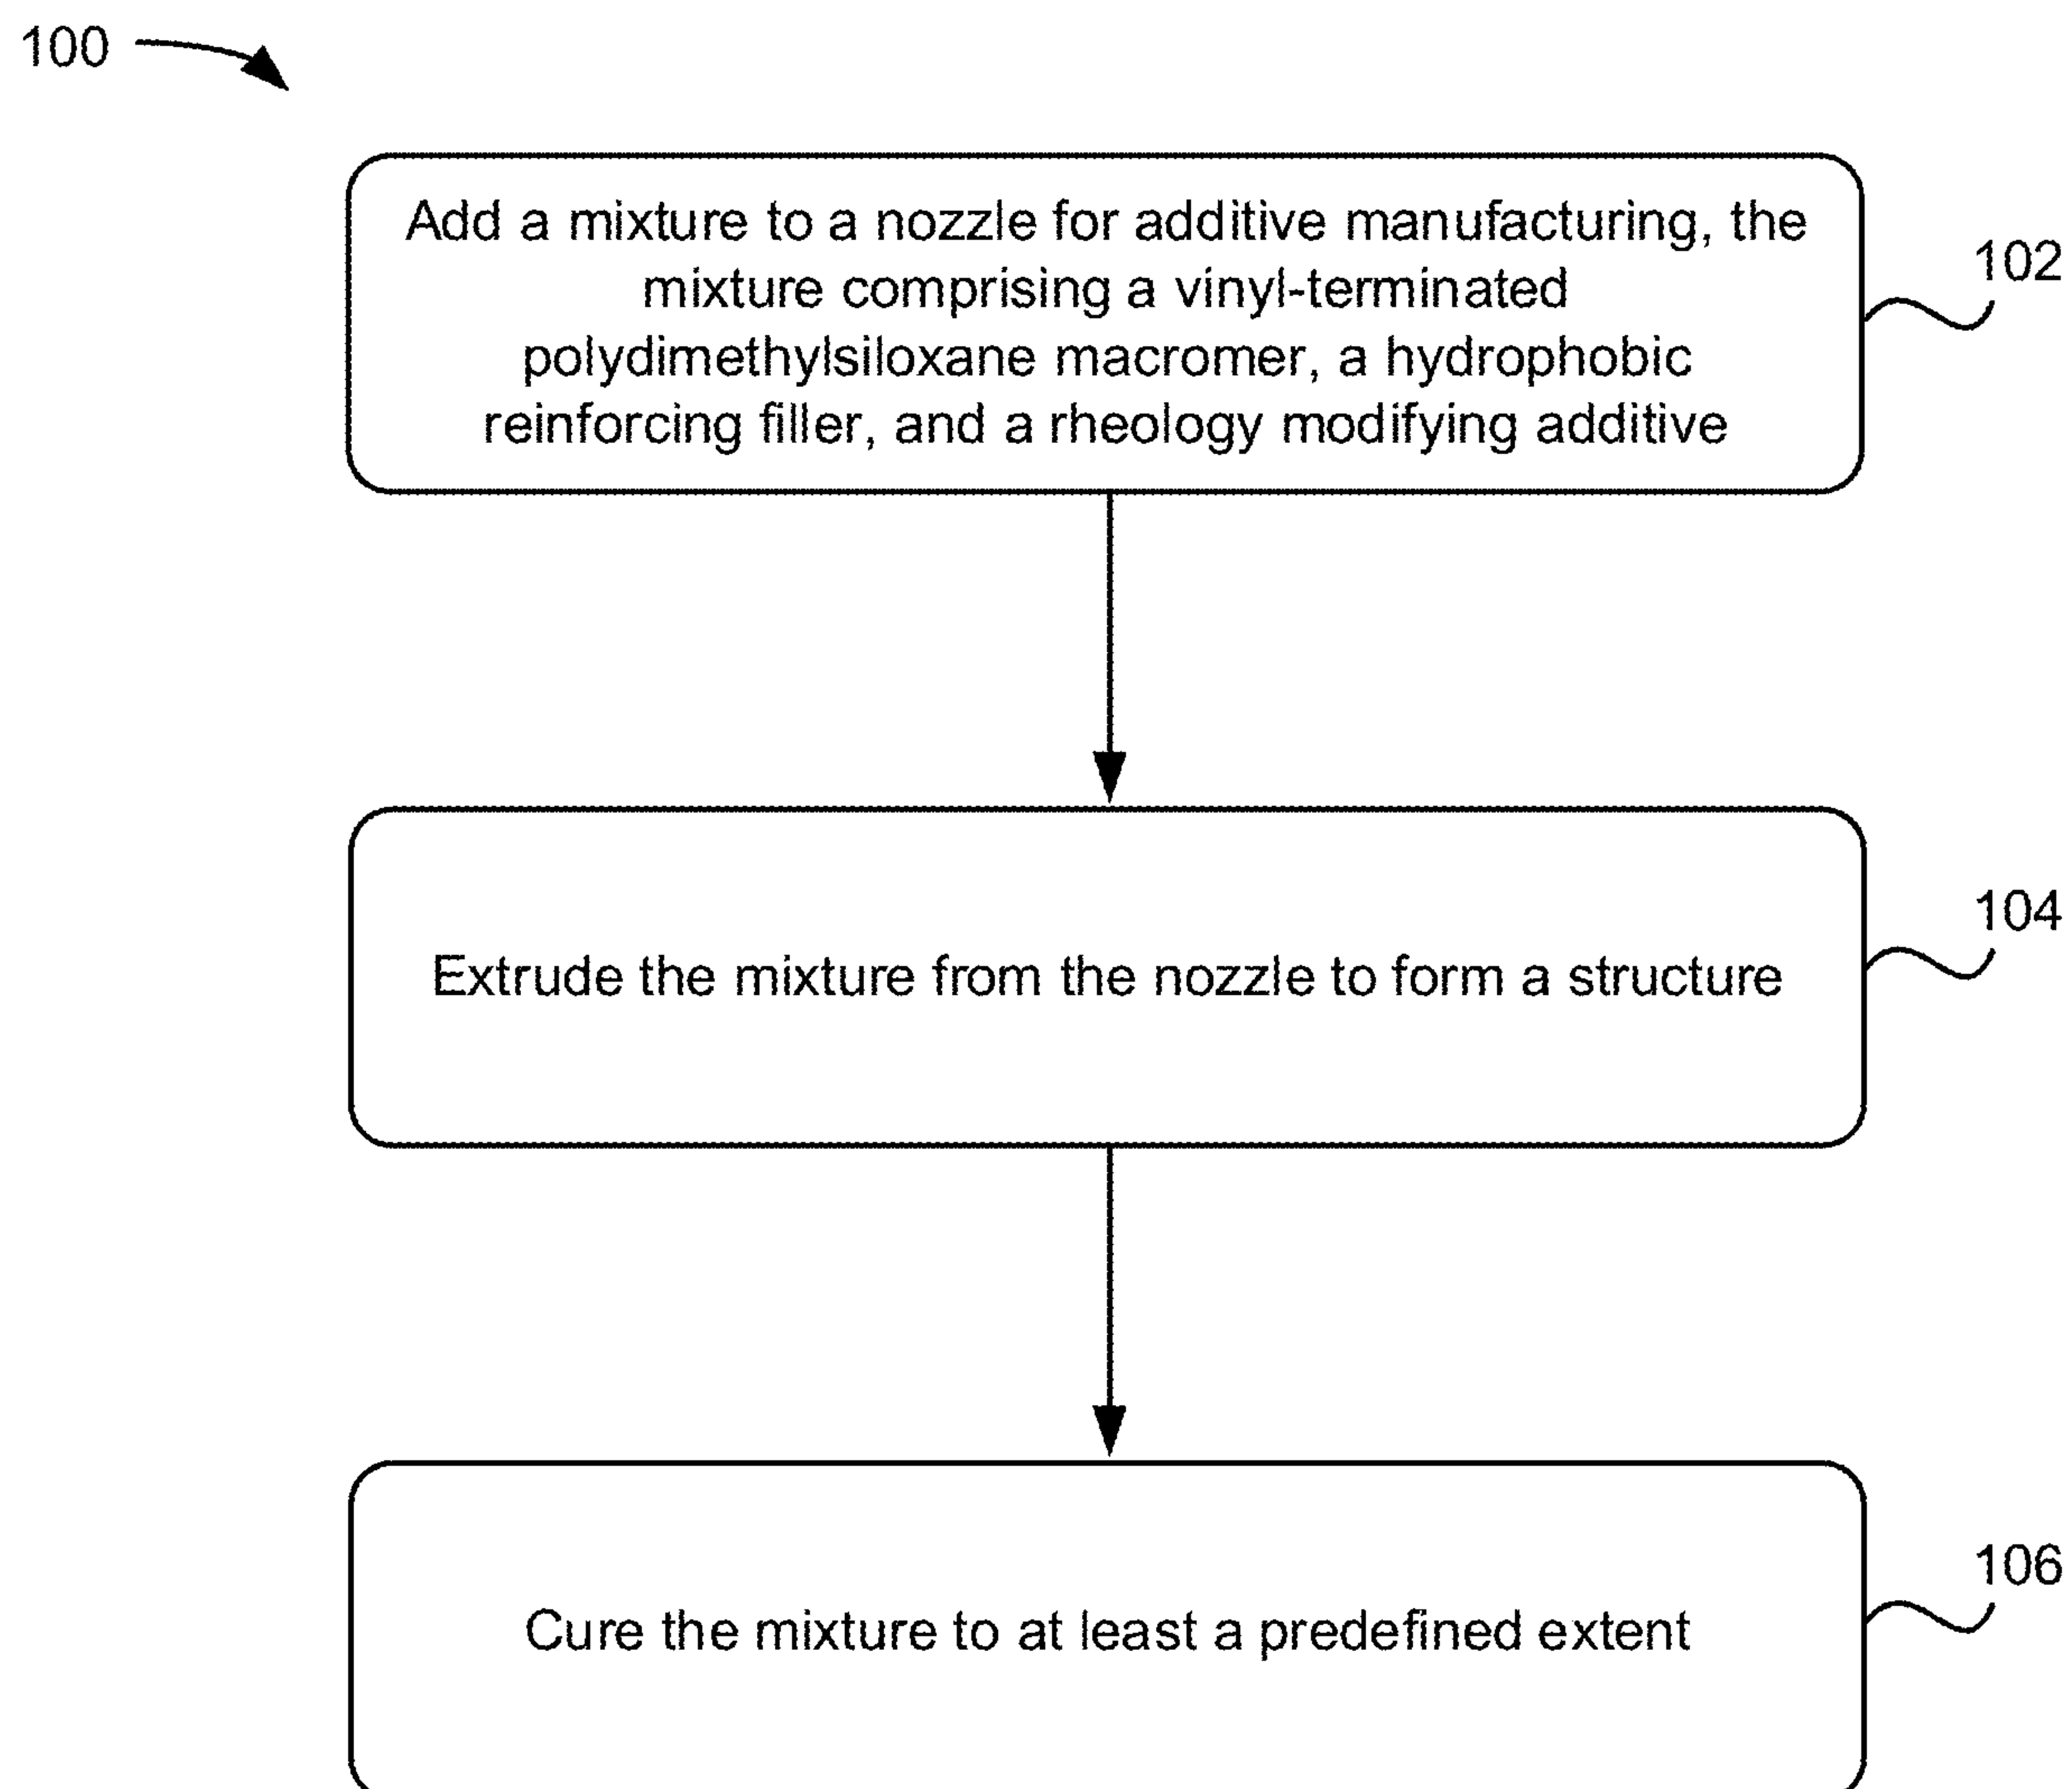 100
Add a mixture to a nozzle for additive manufacturing, the
mixture comprising a vinyl-terminated
polydimethylsiloxane macromer, a hydrophobic
reinforcing filler, and a rheology modifying additive
102
Extrude the mixture from the nozzle to form a structure
104
Cure the mixture to at least a predefined extent
106